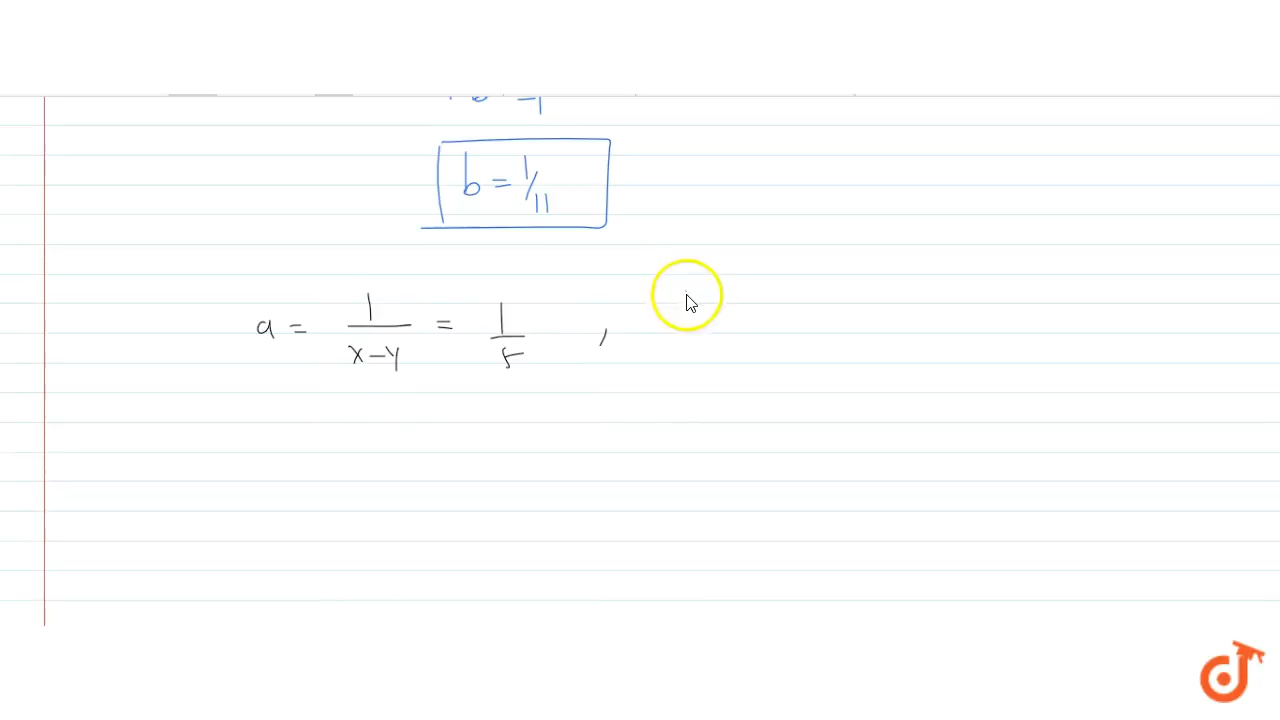 b = 1/11
a = 1/x-y = 1/5 ,